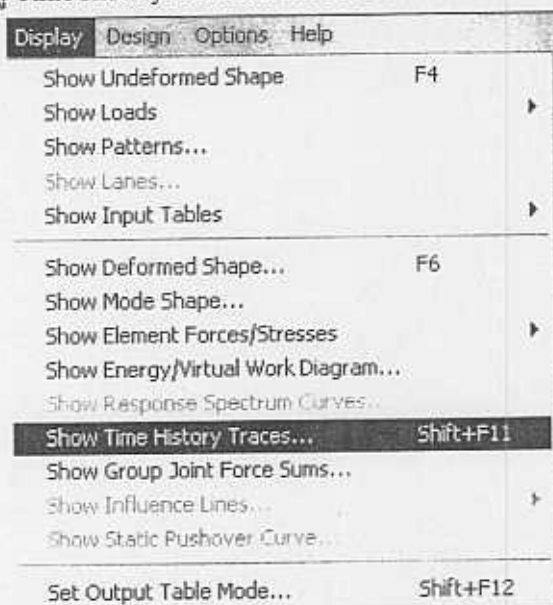 Display Design Options Help
Show Undeformed Shape F4
Show Loads
Show Patterns...
Show Lanes...
Show Input Tables
Show Deformed Shape... F6
Show Mode Shape...
Show Element Forces/Stresses
Show Energy/Virtual Work Diagram...
Show Response Spectrum Curves...
Show Time History Traces... Shift+F11
Show Group Joint Force Sums...
Show Influence Lines...
Show Static Pushover Curve...
Set Output Table Mode... Shift+F12